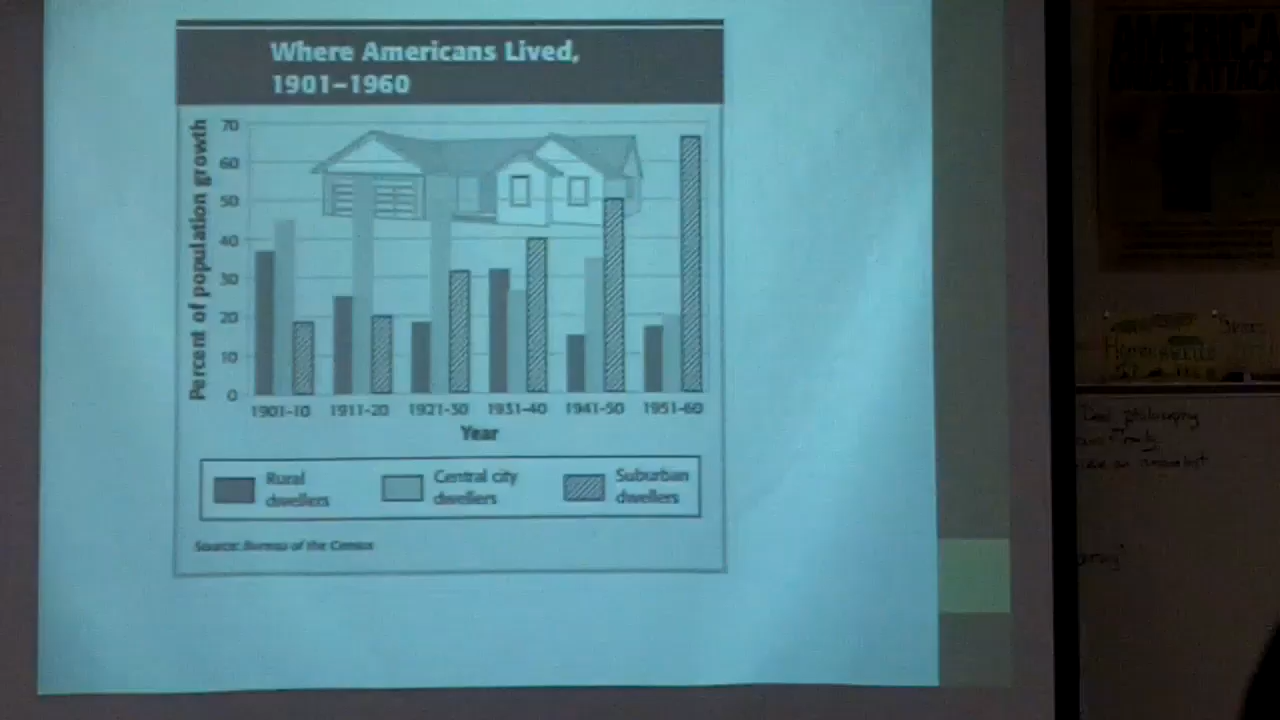 Where Americans Lived,
1901–1960
Percent of population growth
70
60
50
40
30
20
10
0
1901-10 1911-20 1921-30 1931-40 1941-50 1951-60
Year
Rural
dwellers
Central city
dwellers
Suburban
dwellers
Source: Bureau of the Census
AMERICA
philosophy